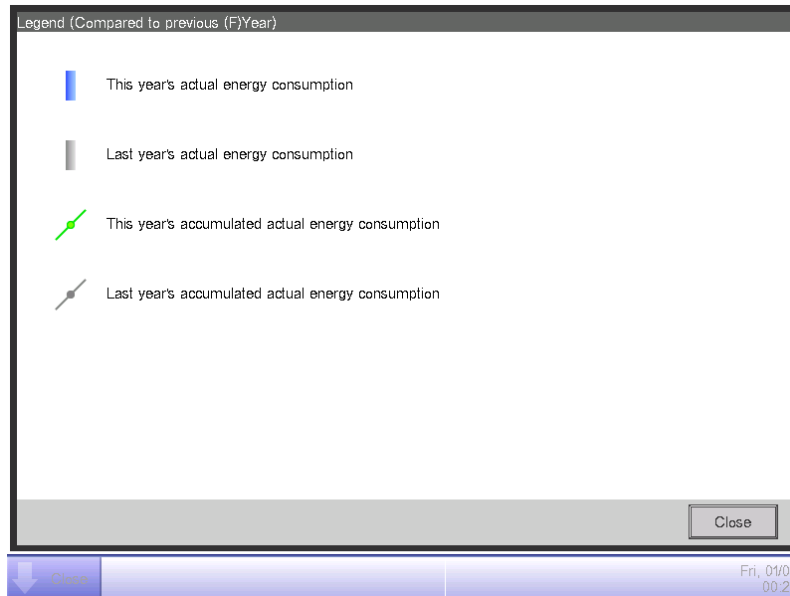 Legend (Compared to previous (F)Year)
This year's actual energy consumption
Last year's actual energy consumption
This year's accumulated actual energy consumption
Last year's accumulated actual energy consumption
Close
Close
Fri, 01/0
00:2